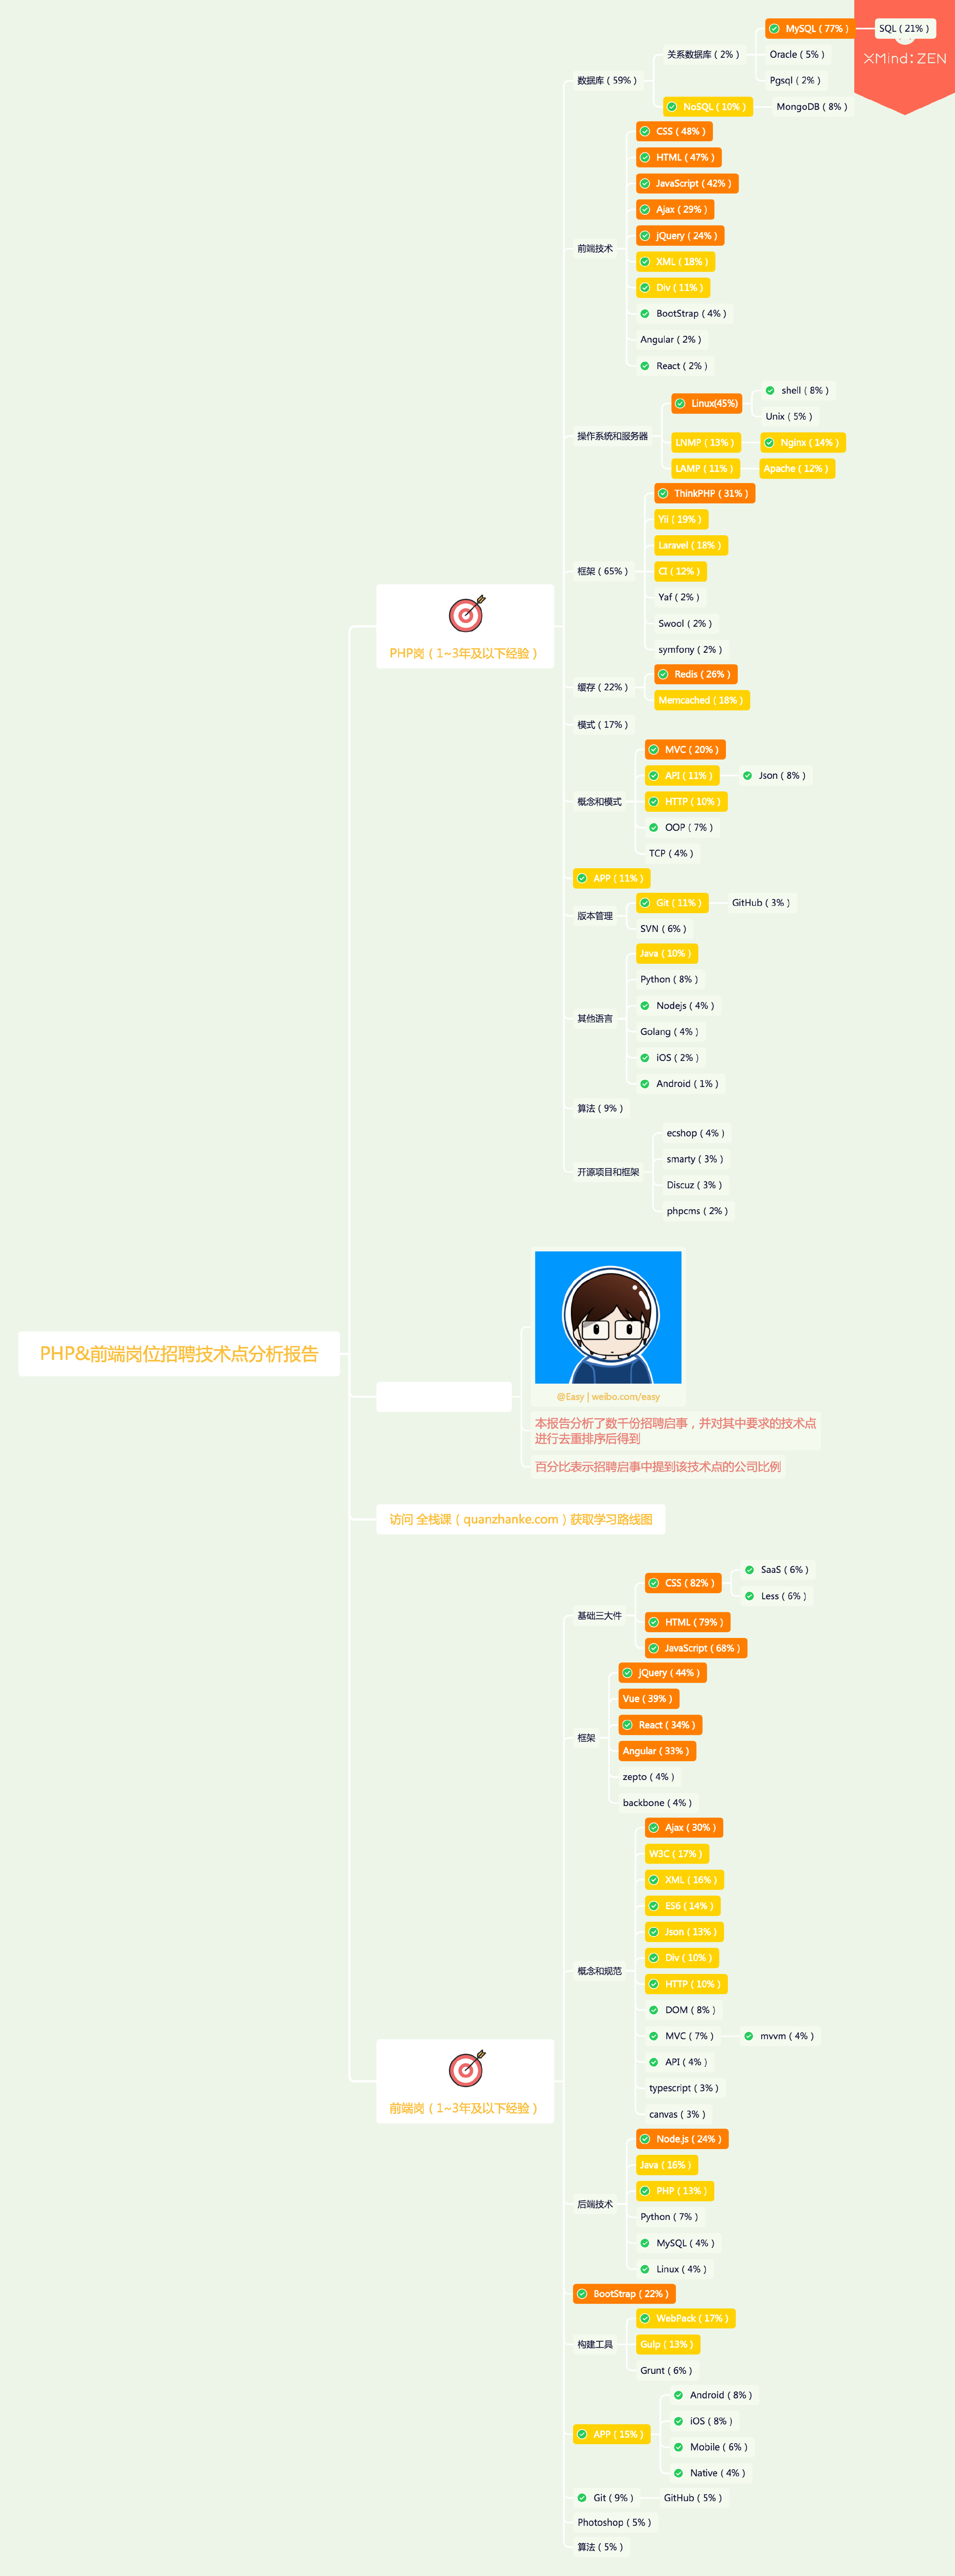 MySQL ( 77% )
SQL ( 21% )
XMind: ZEN
关系数据库 ( 2% )
Oracle ( 5% )
数据库 ( 59% )
Pgsql ( 2% )
NoSQL ( 10% )
MongoDB ( 8% )
CSS ( 48% )
HTML ( 47% )
JavaScript ( 42% )
Ajax ( 29% )
jQuery ( 24% )
前端技术
XML ( 18% )
Div ( 11% )
BootStrap ( 4% )
Angular ( 2% )
React ( 2% )
shell ( 8% )
Linux(45%)
Unix ( 5% )
操作系统和服务器
LNMP ( 13% )
Nginx ( 14% )
LAMP ( 11% )
Apache ( 12% )
ThinkPHP ( 31% )
Yii ( 19% )
Laravel ( 18% )
框架 ( 65% )
CI ( 12% )
Yaf ( 2% )
Swool ( 2% )
symfony ( 2% )
PHP岗 ( 1~3年及以下经验 )
Redis ( 26% )
缓存 ( 22% )
Memcached ( 18% )
模式 ( 17% )
MVC ( 20% )
API ( 11% )
Json ( 8% )
概念和模式
HTTP ( 10% )
OOP ( 7% )
TCP ( 4% )
APP ( 11% )
Git ( 11% )
GitHub ( 3% )
版本管理
SVN ( 6% )
Java ( 10% )
Python ( 8% )
Nodejs ( 4% )
其他语言
Golang ( 4% )
iOS ( 2% )
Android ( 1% )
算法 ( 9% )
ecshop ( 4% )
smarty ( 3% )
开源项目和框架
Discuz ( 3% )
phpcms ( 2% )
PHP&前端岗位招聘技术点分析报告
@Easy | weibo.com/easy
本报告分析了数千份招聘启事，并对其中要求的技术点
进行去重排序后得到
百分比表示招聘启事中提到该技术点的公司比例
访问 全栈课 ( quanzhanke.com ) 获取学习路线图
SaaS ( 6% )
CSS ( 82% )
Less ( 6% )
基础三大件
HTML ( 79% )
JavaScript ( 68% )
jQuery ( 44% )
Vue ( 39% )
React ( 34% )
框架
Angular ( 33% )
zepto ( 4% )
backbone ( 4% )
Ajax ( 30% )
W3C ( 17% )
XML ( 16% )
ES6 ( 14% )
Json ( 13% )
Div ( 10% )
概念和规范
HTTP ( 10% )
DOM ( 8% )
MVC ( 7% )
mvvm ( 4% )
API ( 4% )
typescript ( 3% )
canvas ( 3% )
前端岗 ( 1~3年及以下经验 )
Node.js ( 24% )
Java ( 16% )
PHP ( 13% )
后端技术
Python ( 7% )
MySQL ( 4% )
Linux ( 4% )
BootStrap ( 22% )
WebPack ( 17% )
构建工具
Gulp ( 13% )
Grunt ( 6% )
Android ( 8% )
iOS ( 8% )
APP ( 15% )
Mobile ( 6% )
Native ( 4% )
Git ( 9% )
GitHub ( 5% )
Photoshop ( 5% )
算法 ( 5% )